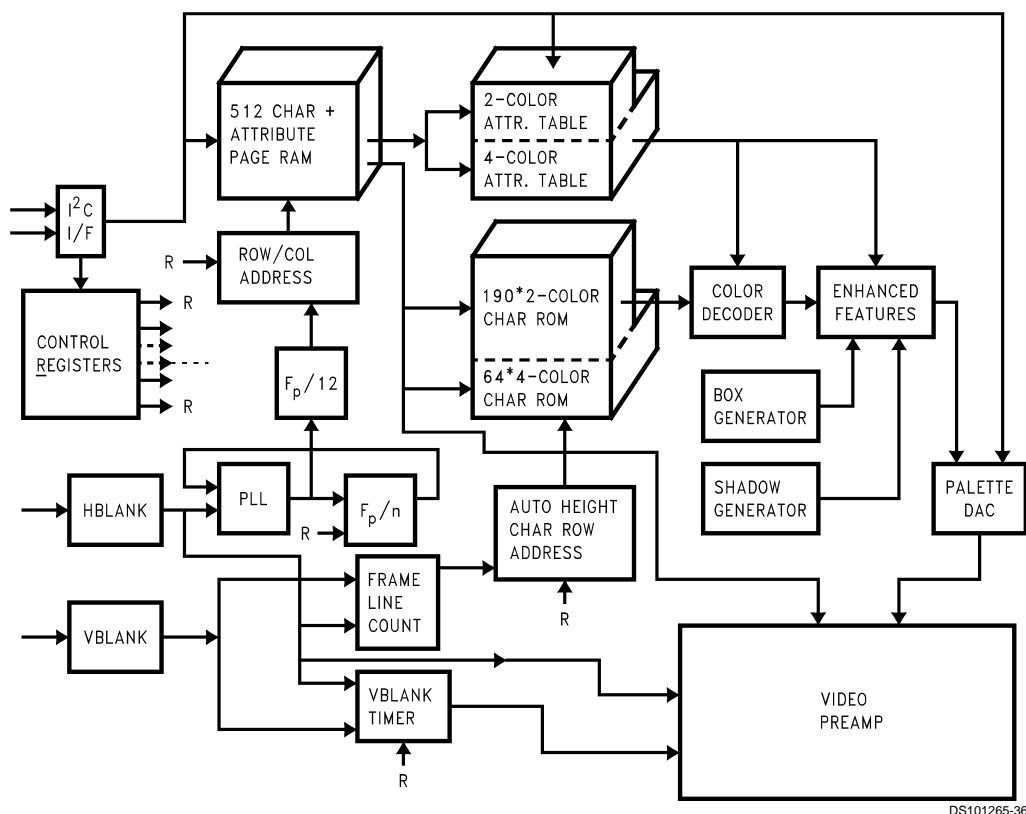 512 CHAR +
ATTRIBUTE
PAGE RAM
2-COLOR
ATTR. TABLE
4-COLOR
ATTR. TABLE
I²C
I/F
R
ROW/COL
ADDRESS
190*2-COLOR
CHAR ROM
64*4-COLOR
CHAR ROM
COLOR
DECODER
ENHANCED
FEATURES
CONTROL
REGISTERS
R
R
Fp/12
BOX
GENERATOR
SHADOW
GENERATOR
PALETTE
DAC
HBLANK
PLL
Fp/n
R
AUTO HEIGHT
CHAR ROW
ADDRESS
R
FRAME
LINE
COUNT
VBLANK
VBLANK
TIMER
R
VIDEO
PREAMP
DS101265-36